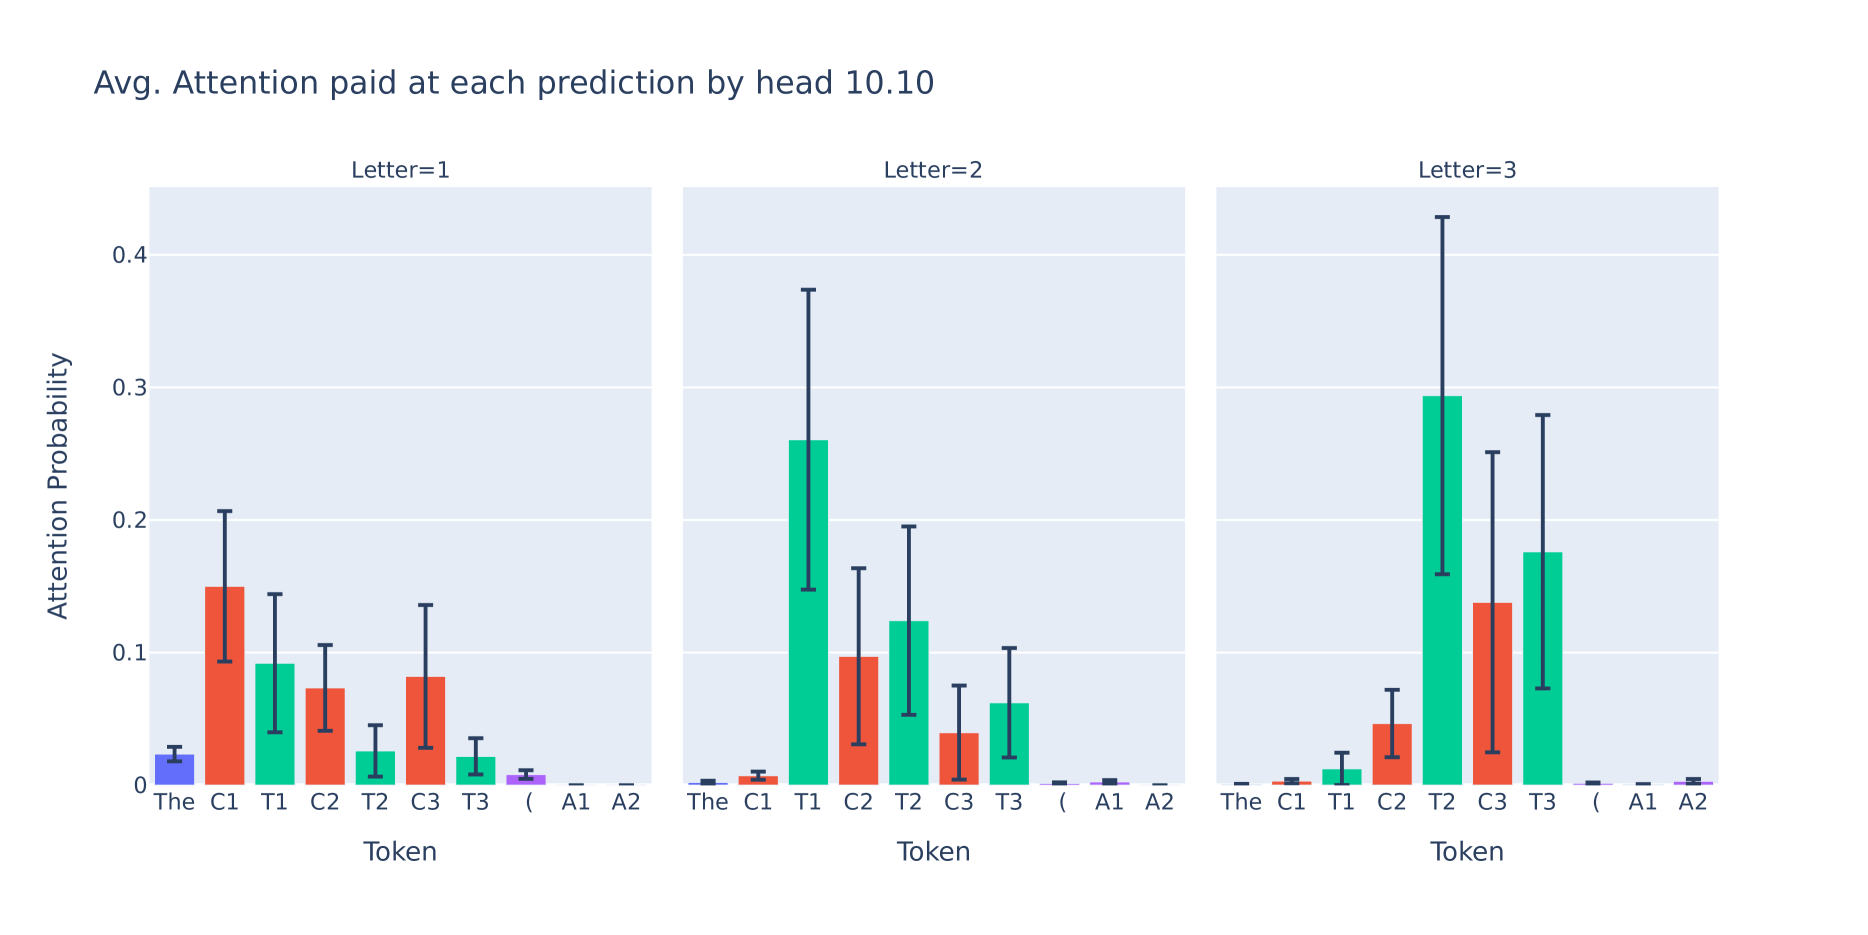 Avg. Attention paid at each prediction by head 10.10
Letter=1
Letter=2
Letter=3
Attention Probability
0.4
0.3
0.2
0.1
0
The C1 T1 C2 T2 C3 T3 ( A1 A2
The C1 T1 C2 T2 C3 T3 ( A1 A2
The C1 T1 C2 T2 C3 T3 ( A1 A2
Token
Token
Token